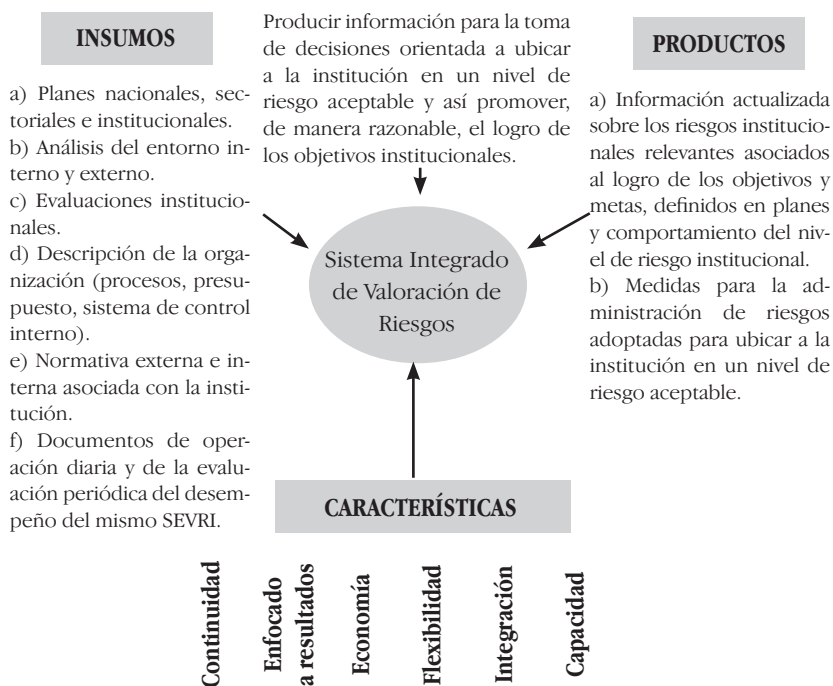 INSUMOS
a) Planes nacionales, sec-
toriales e institucionales.
b) Análisis del entorno in-
terno y externo.
c) Evaluaciones institucio-
nales.
d) Descripción de la orga-
nización (procesos, presu-
puesto, sistema de control
interno).
e) Normativa externa e in-
terna asociada con la insti-
tución.
f) Documentos de oper-
ación diaria y de la evalu-
ación periódica del desem-
peño del mismo SEVRI.
Producir información para la toma
de decisiones orientada a ubicar
a la institución en un nivel de
riesgo aceptable y así promover,
de manera razonable, el logro de
los objetivos institucionales.
Sistema Integrado
de Valoración de
Riesgos
PRODUCTOS
a) Información actualizada
sobre los riesgos institucio-
nales relevantes asociados
al logro de los objetivos y
metas, definidos en planes
y comportamiento del niv-
el de riesgo institucional.
b) Medidas para la ad-
ministración de riesgos
adoptadas para ubicar a la
institución en un nivel de
riesgo aceptable.
CARACTERÍSTICAS
Continuidad
Enfocado
a resultados
Economía
Flexibilidad
Integración
Capacidad